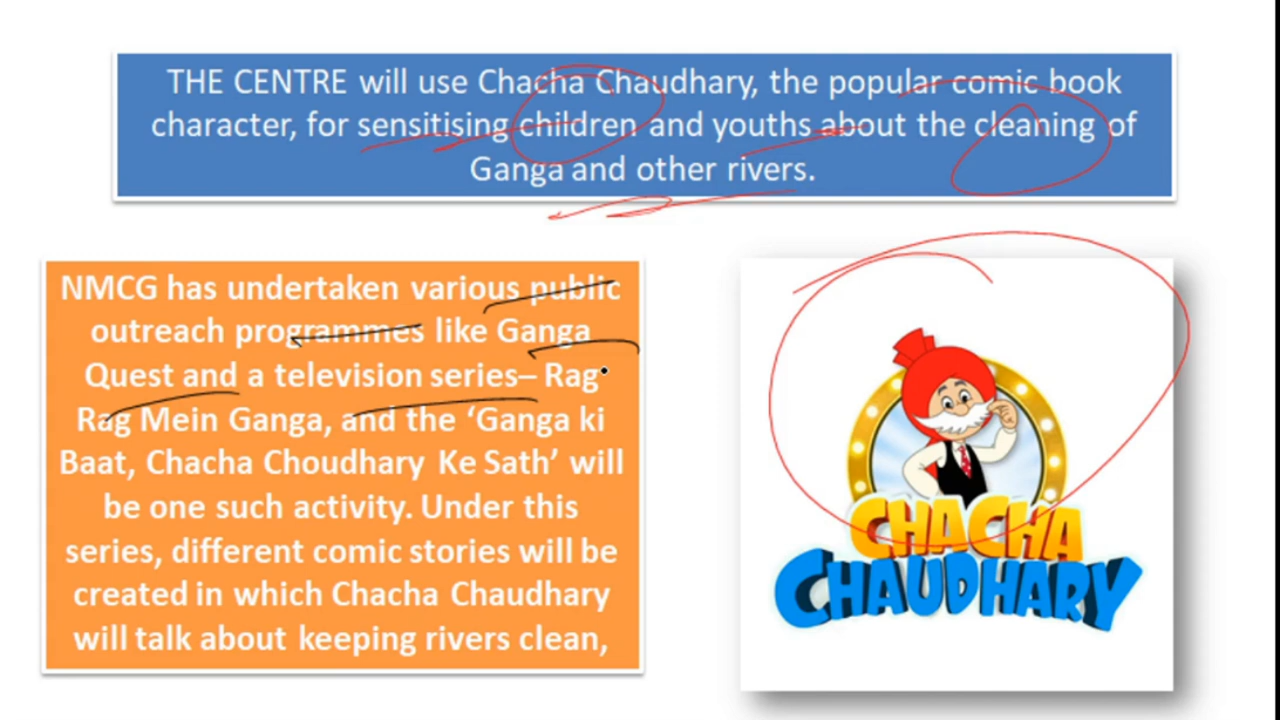 THE CENTRE will use Chacha Chaudhary, the popular comic book
character, for sensitising children and youths about the cleaning of
Ganga and other rivers.
NMCG has undertaken various public
outreach programmes like Ganga
Quest and a television series– Rag
Rag Mein Ganga, and the ‘Ganga ki
Baat, Chacha Choudhary Ke Sath’ will
be one such activity. Under this
series, different comic stories will be
created in which Chacha Chaudhary
will talk about keeping rivers clean,
CHACHA
CHAUDHARY